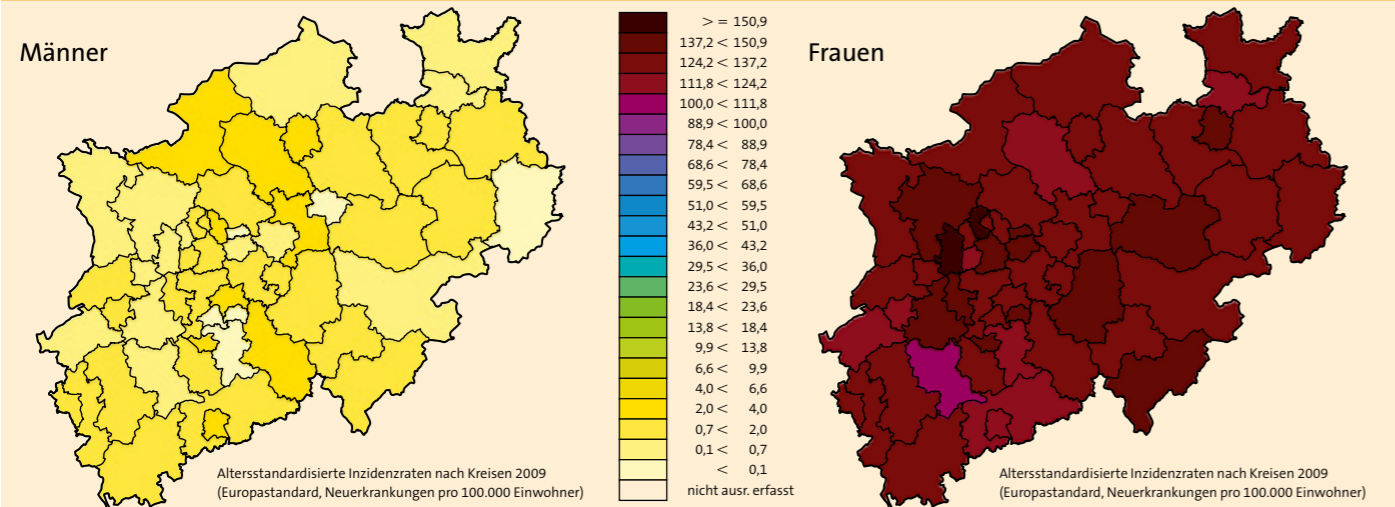 Männer
> = 150,9
137,2 < 150,9
124,2 < 137,2
111,8 < 124,2
100,0 < 111,8
88,9 < 100,0
78,4 < 88,9
68,6 < 78,4
59,5 < 68,6
51,0 < 59,5
43,2 < 51,0
36,0 < 43,2
29,5 < 36,0
23,6 < 29,5
18,4 < 23,6
13,8 < 18,4
9,9 < 13,8
6,6 < 9,9
4,0 < 6,6
2,0 < 4,0
0,7 < 2,0
0,1 < 0,7
< 0,1
nicht ausr. erfasst
Frauen
Altersstandardisierte Inzidenzraten nach Kreisen 2009
(Europastandard, Neuerkrankungen pro 100.000 Einwohner)
Altersstandardisierte Inzidenzraten nach Kreisen 2009
(Europastandard, Neuerkrankungen pro 100.000 Einwohner)